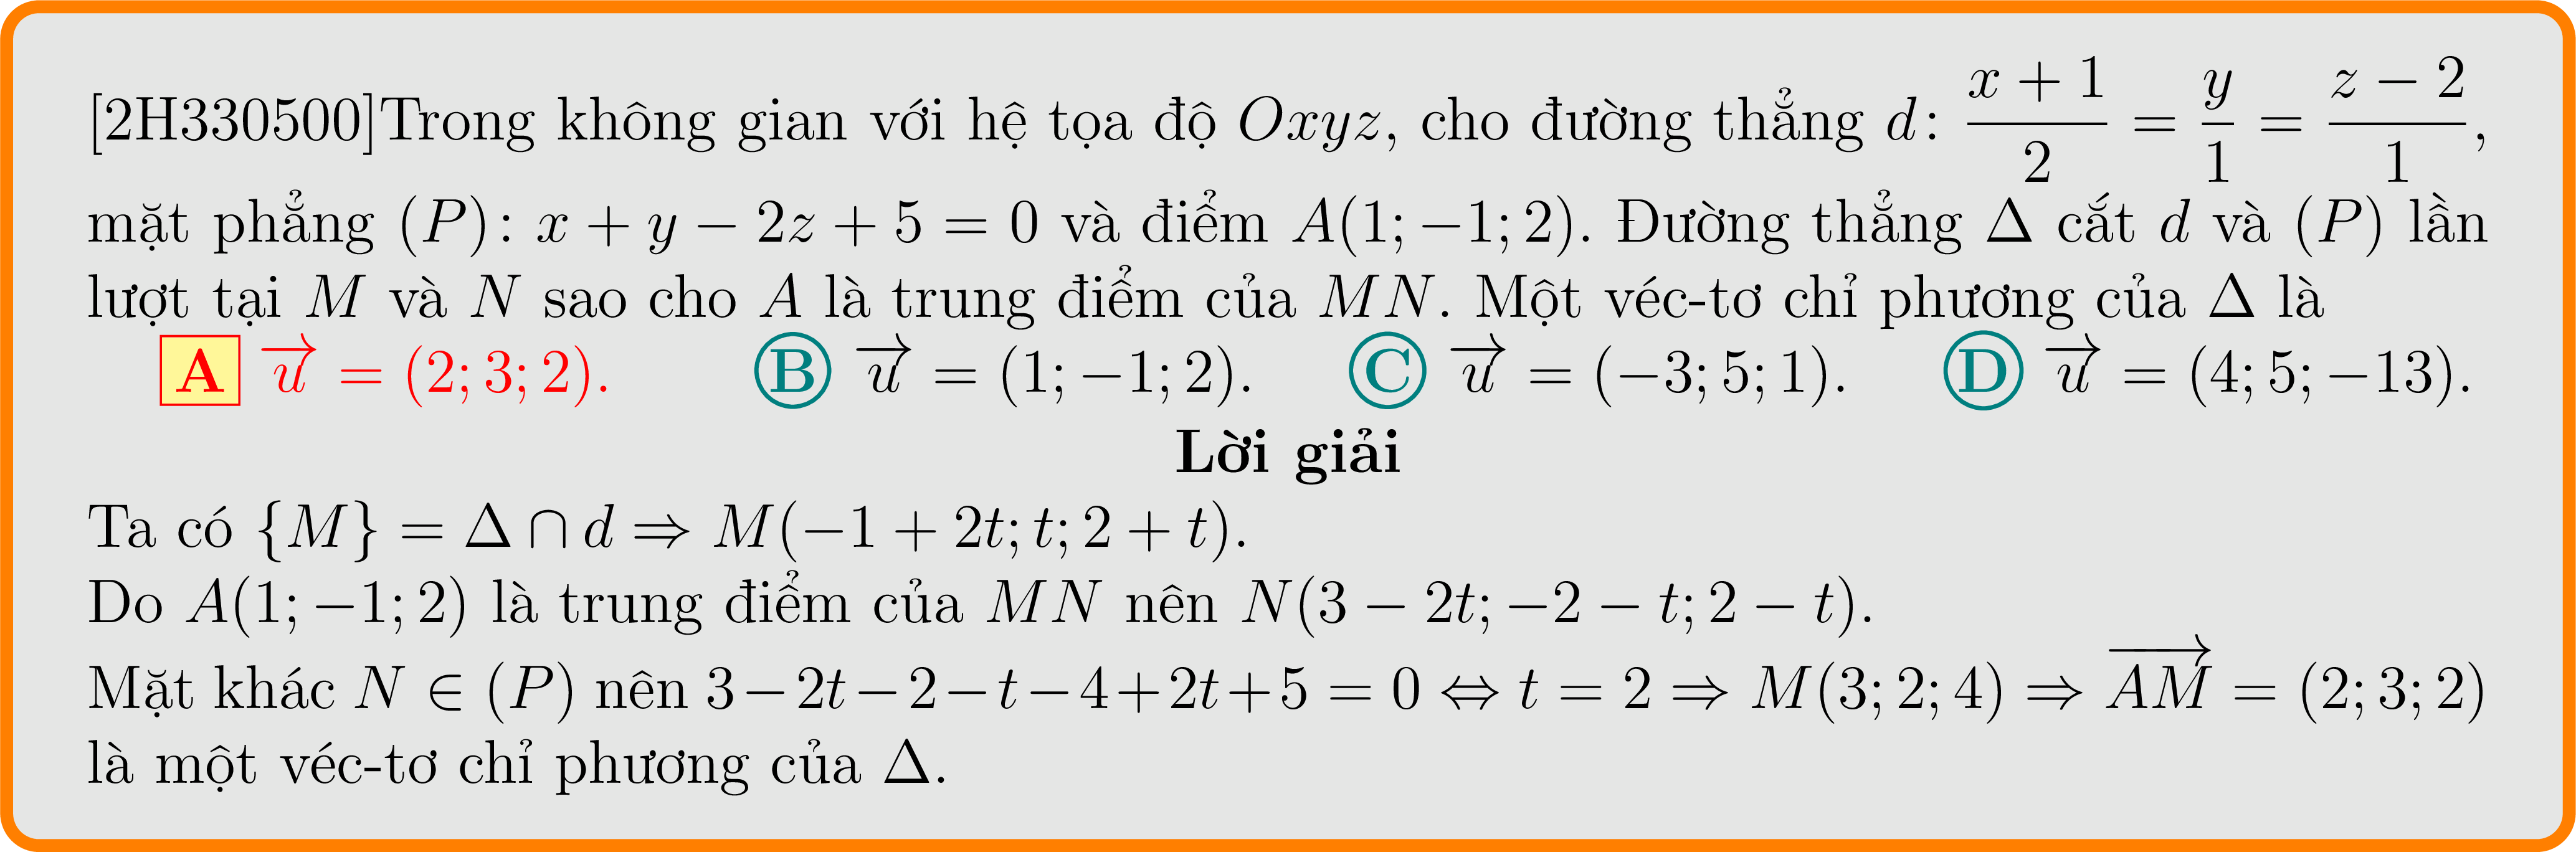 [2H330500]Trong không gian với hệ tọa độ $Oxyz$, cho đường thẳng $d\colon \dfrac{x+1}{2} = \dfrac{y}{1} = \dfrac{z-2}{1}$,
mặt phẳng $(P)\colon x + y - 2z + 5 = 0$ và điểm $A(1; -1; 2)$. Đường thẳng $\Delta$ cắt $d$ và $(P)$ lần
lượt tại $M$ và $N$ sao cho $A$ là trung điểm của $MN$. Một véc-tơ chỉ phương của $\Delta$ là
A $\overrightarrow{u} = (2; 3; 2)$. B $\overrightarrow{u} = (1; -1; 2)$. C $\overrightarrow{u} = (-3; 5; 1)$. D $\overrightarrow{u} = (4; 5; -13)$.
Lời giải
Ta có $\{M\} = \Delta \cap d \Rightarrow M(-1 + 2t; t; 2 + t)$.
Do $A(1; -1; 2)$ là trung điểm của $MN$ nên $N(3 - 2t; -2 - t; 2 - t)$.
Mặt khác $N \in (P)$ nên $3 - 2t - 2 - t - 4 + 2t + 5 = 0 \Leftrightarrow t = 2 \Rightarrow M(3; 2; 4) \Rightarrow \overrightarrow{AM} = (2; 3; 2)$
là một véc-tơ chỉ phương của $\Delta$.